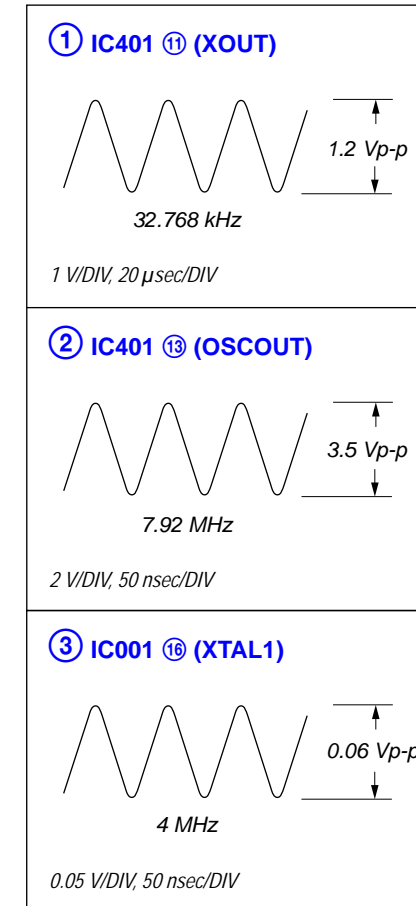 ① IC401 ⑪ (XOUT)
1.2 Vp-p
32.768 kHz
1 V/DIV, 20 µsec/DIV
② IC401 ⑬ (OSCOUT)
3.5 Vp-p
7.92 MHz
2 V/DIV, 50 nsec/DIV
③ IC001 ⑯ (XTAL1)
0.06 Vp-p
4 MHz
0.05 V/DIV, 50 nsec/DIV